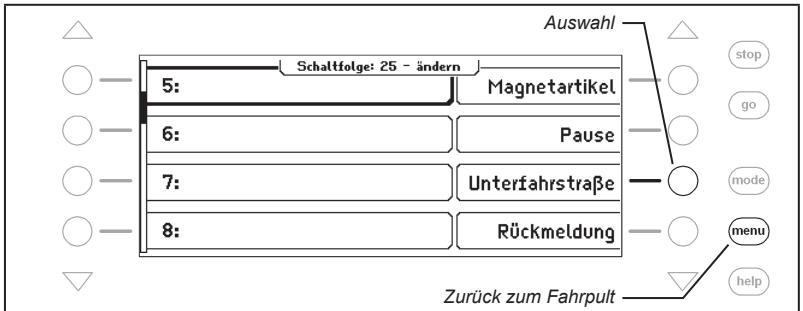 Auswahl
stop
Schaltfolge: 25 - ändern
5: Magnetartikel
go
6: Pause
7: Unterfahrstraße
mode
8: Rückmeldung
menu
help
Zurück zum Fahrpult